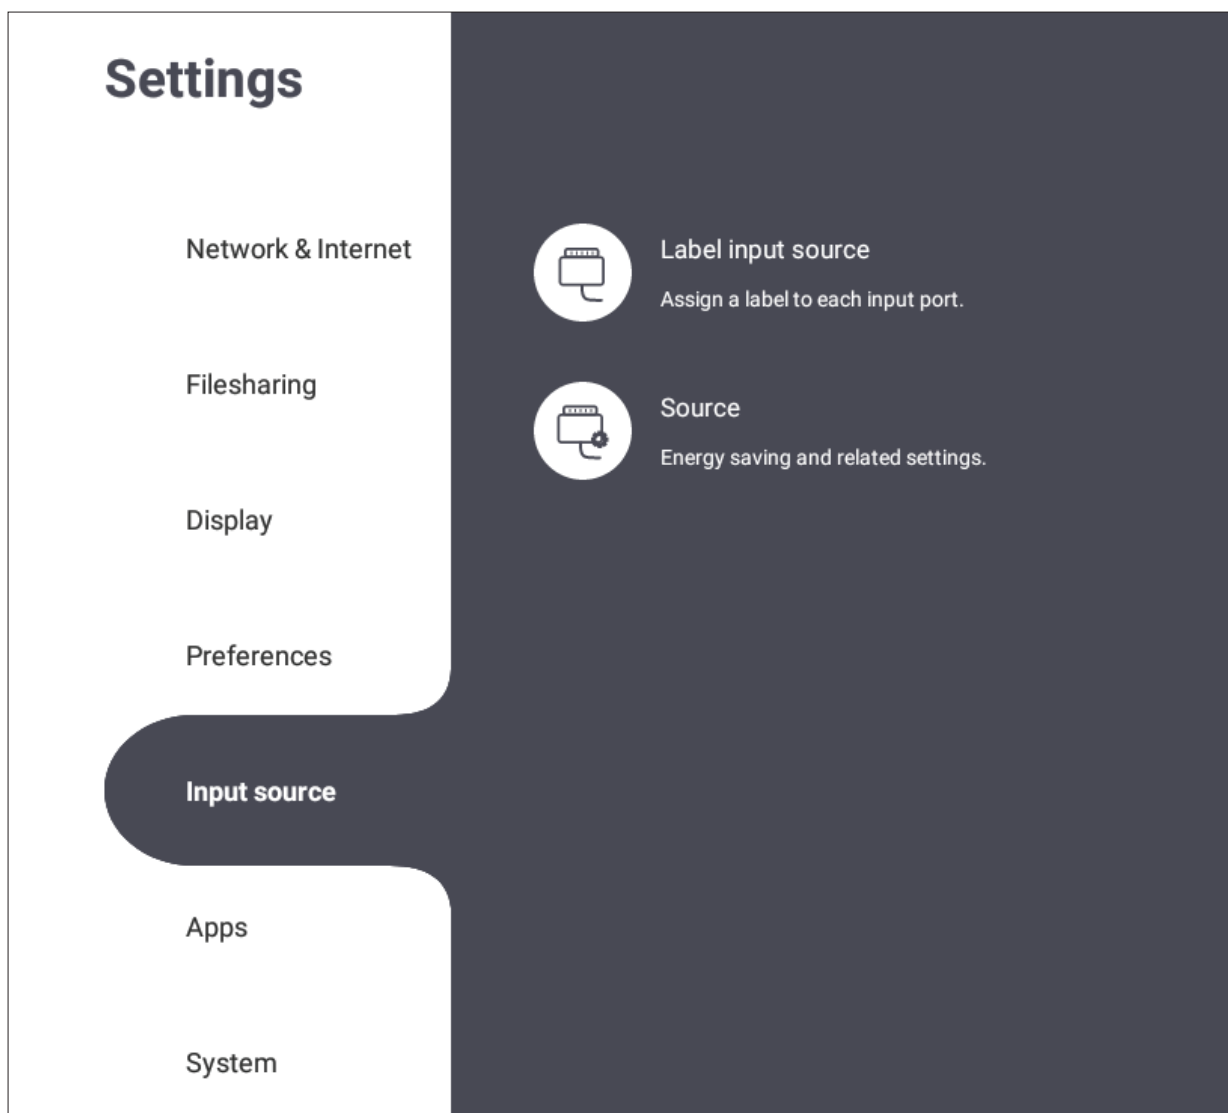 Settings
Network & Internet
Filesharing
Display
Preferences
Input source
Apps
System
Label input source
Assign a label to each input port.
Source
Energy saving and related settings.